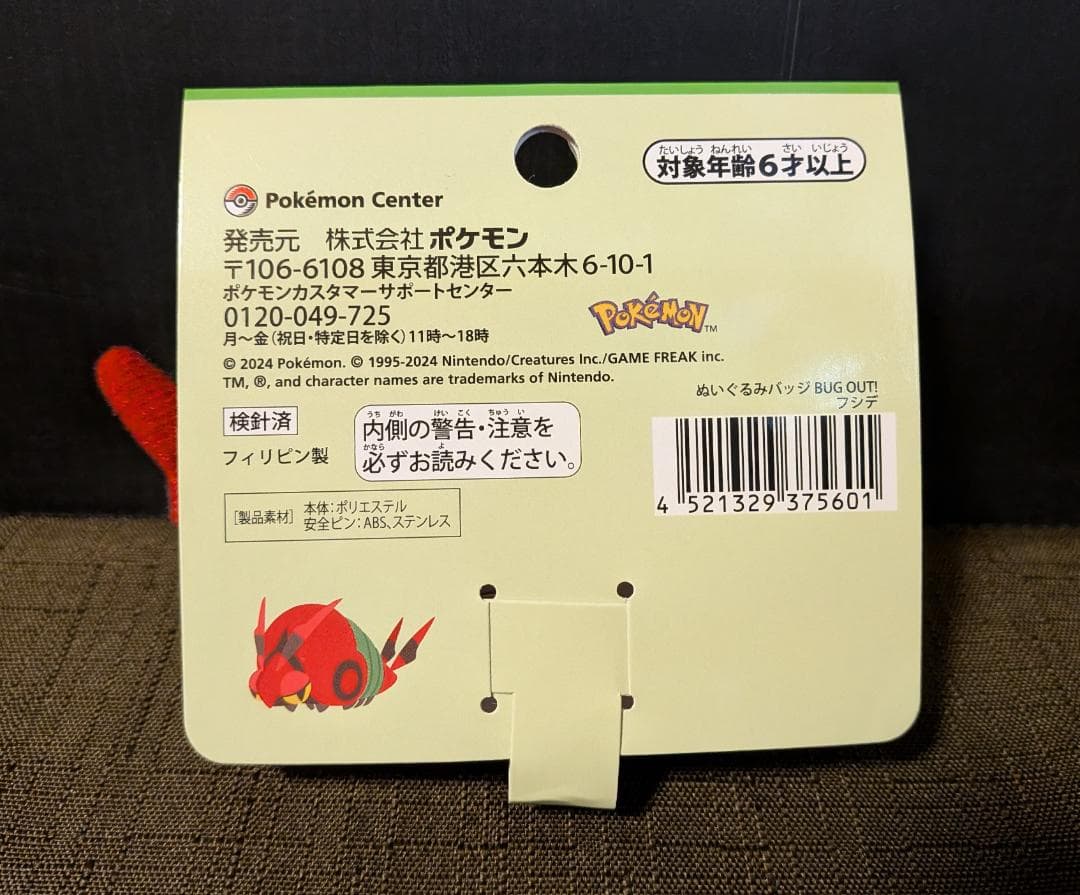 たいしょう ねんれい さい いじょう
対象年齢6才以上
Pokémon Center
発売元 株式会社ポケモン
〒106-6108 東京都港区六本木6-10-1
ポケモンカスタマーサポートセンター
0120-049-725
月～金(祝日・特定日を除く)11時～18時
POKéMON™
© 2024 Pokémon. © 1995-2024 Nintendo/Creatures Inc./GAME FREAK inc.
TM, ®, and character names are trademarks of Nintendo.
ぬいぐるみバッジ BUG OUT!
フシデ
検針済
フィリピン製
うち がわ けい こく ちゅう い
内側の警告・注意を
かなら よ
必ずお読みください。
4 521329 375601
[製品素材] 本体:ポリエステル
安全ピン:ABS、ステンレス